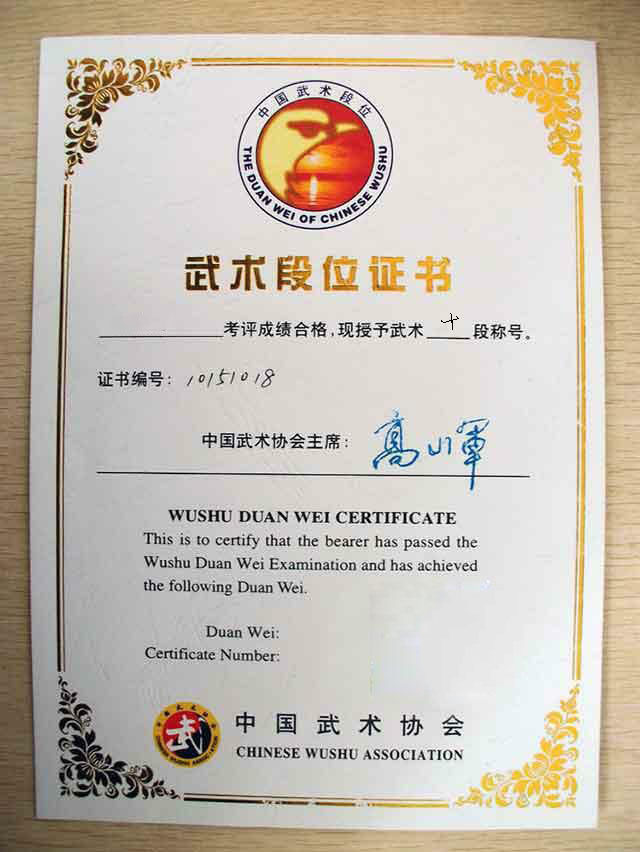 中国武术段位
THE DUAN WEI OF CHINESE WUSHU
武术段位证书
考评成绩合格，现授予武术 十 段称号。
证书编号：10151018
中国武术协会主席：
WUSHU DUAN WEI CERTIFICATE
This is to certify that the bearer has passed the
Wushu Duan Wei Examination and has achieved
the following Duan Wei.
Duan Wei:
Certificate Number:
武
CHINESE WUSHU ASSOCIATION
中国武术协会
CHINESE WUSHU ASSOCIATION